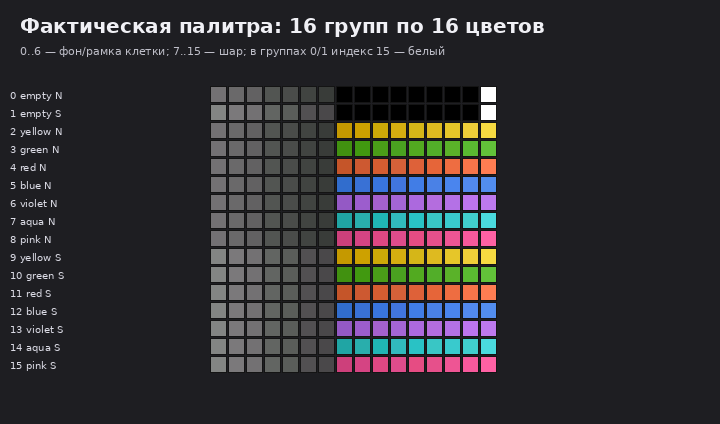 Фактическая палитра: 16 групп по 16 цветов
0..6 — фон/рамка клетки; 7..15 — шар; в группах 0/1 индекс 15 — белый
0 empty N
1 empty S
2 yellow N
3 green N
4 red N
5 blue N
6 violet N
7 aqua N
8 pink N
9 yellow S
10 green S
11 red S
12 blue S
13 violet S
14 aqua S
15 pink S